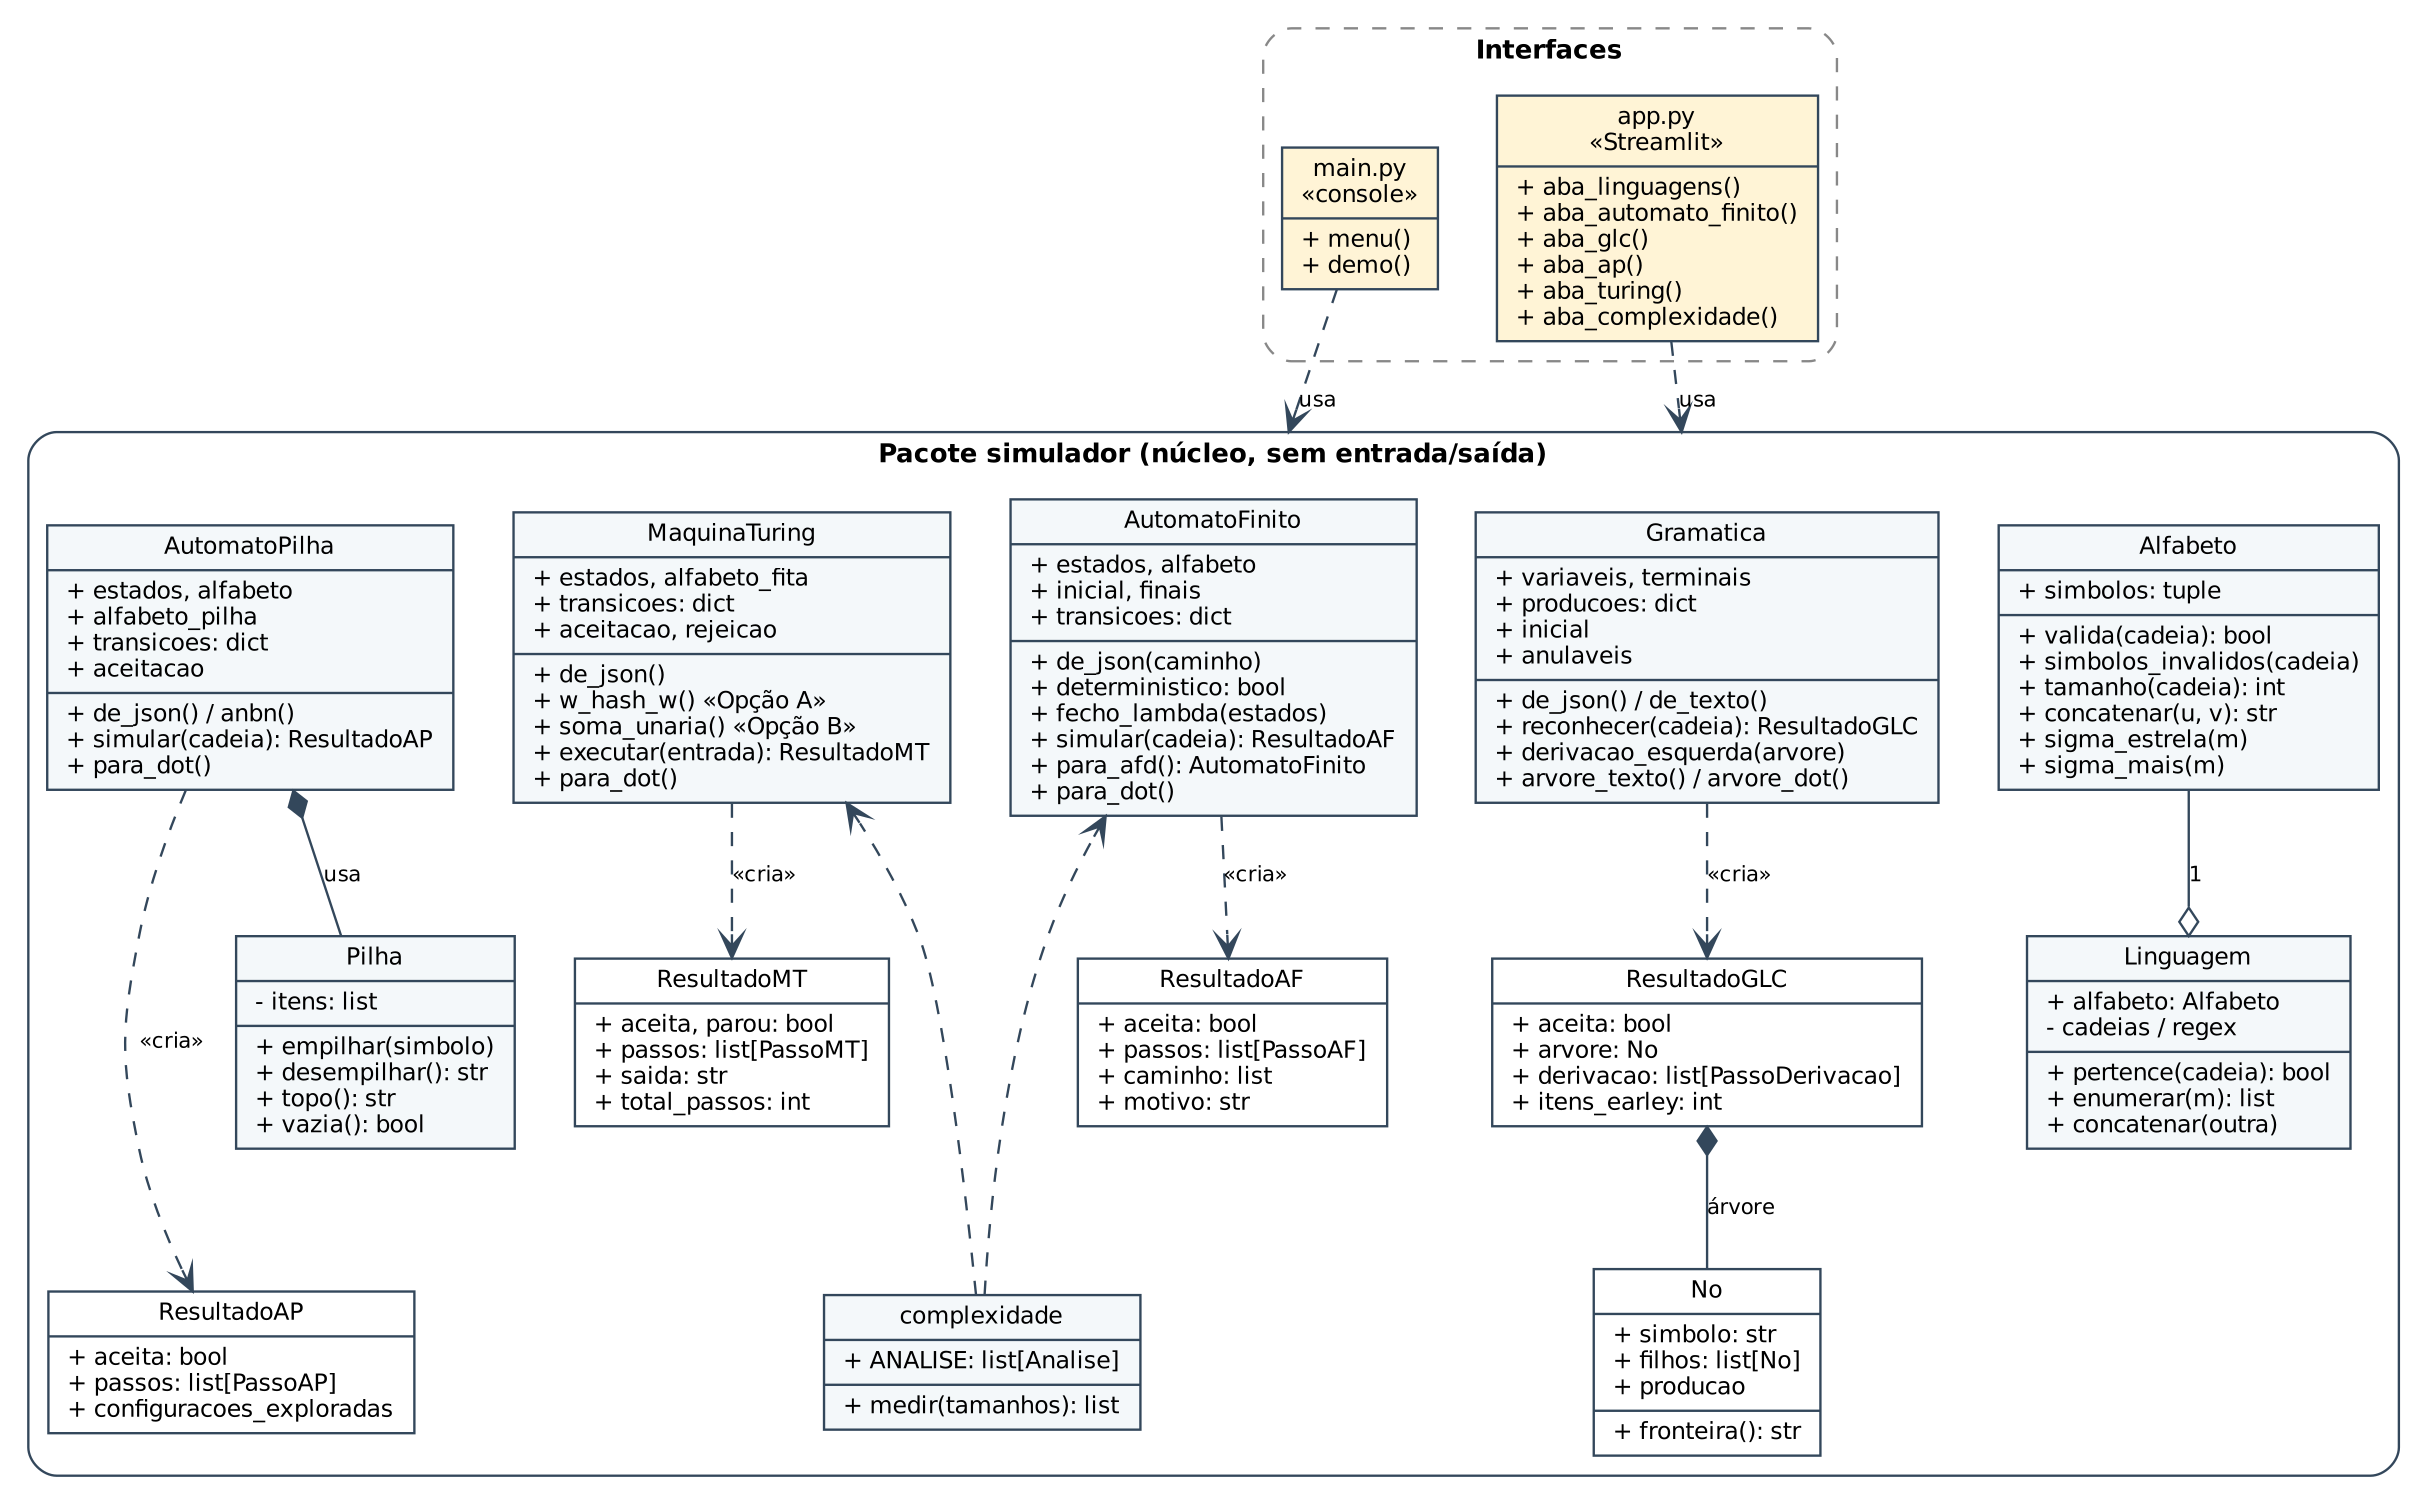 Interfaces
main.py
«console»
+ menu()
+ demo()
app.py
«Streamlit»
+ aba_linguagens()
+ aba_automato_finito()
+ aba_glc()
+ aba_ap()
+ aba_turing()
+ aba_complexidade()
usa
usa
Pacote simulador (núcleo, sem entrada/saída)
AutomatoPilha
+ estados, alfabeto
+ alfabeto_pilha
+ transicoes: dict
+ aceitacao
+ de_json() / anbn()
+ simular(cadeia): ResultadoAP
+ para_dot()
MaquinaTuring
+ estados, alfabeto_fita
+ transicoes: dict
+ aceitacao, rejeicao
+ de_json()
+ w_hash_w() «Opção A»
+ soma_unaria() «Opção B»
+ executar(entrada): ResultadoMT
+ para_dot()
AutomatoFinito
+ estados, alfabeto
+ inicial, finais
+ transicoes: dict
+ de_json(caminho)
+ deterministico: bool
+ fecho_lambda(estados)
+ simular(cadeia): ResultadoAF
+ para_afd(): AutomatoFinito
+ para_dot()
Gramatica
+ variaveis, terminais
+ producoes: dict
+ inicial
+ anulaveis
+ de_json() / de_texto()
+ reconhecer(cadeia): ResultadoGLC
+ derivacao_esquerda(arvore)
+ arvore_texto() / arvore_dot()
Alfabeto
+ simbolos: tuple
+ valida(cadeia): bool
+ simbolos_invalidos(cadeia)
+ tamanho(cadeia): int
+ concatenar(u, v): str
+ sigma_estrela(m)
+ sigma_mais(m)
usa
«cria»
«cria»
«cria»
1
«cria»
Pilha
- itens: list
+ empilhar(simbolo)
+ desempilhar(): str
+ topo(): str
+ vazia(): bool
ResultadoMT
+ aceita, parou: bool
+ passos: list[PassoMT]
+ saida: str
+ total_passos: int
ResultadoAF
+ aceita: bool
+ passos: list[PassoAF]
+ caminho: list
+ motivo: str
ResultadoGLC
+ aceita: bool
+ arvore: No
+ derivacao: list[PassoDerivacao]
+ itens_earley: int
Linguagem
+ alfabeto: Alfabeto
- cadeias / regex
+ pertence(cadeia): bool
+ enumerar(m): list
+ concatenar(outra)
árvore
ResultadoAP
+ aceita: bool
+ passos: list[PassoAP]
+ configuracoes_exploradas
complexidade
+ ANALISE: list[Analise]
+ medir(tamanhos): list
No
+ simbolo: str
+ filhos: list[No]
+ producao
+ fronteira(): str